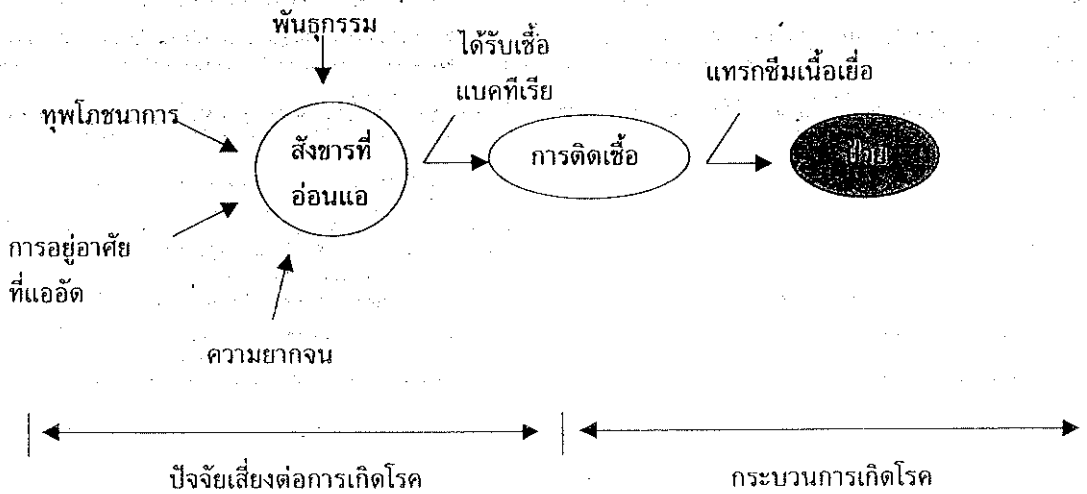 พันธุกรรม
ได้รับเชื้อ
แบคทีเรีย
แทรกซึมเนื้อเยื่อ
ทุพโภชนาการ
สังขารที่
อ่อนแอ
การติดเชื้อ
ป่วย
การอยู่อาศัย
ที่แออัด
ความยากจน
ปัจจัยเสี่ยงต่อการเกิดโรค
กระบวนการเกิดโรค